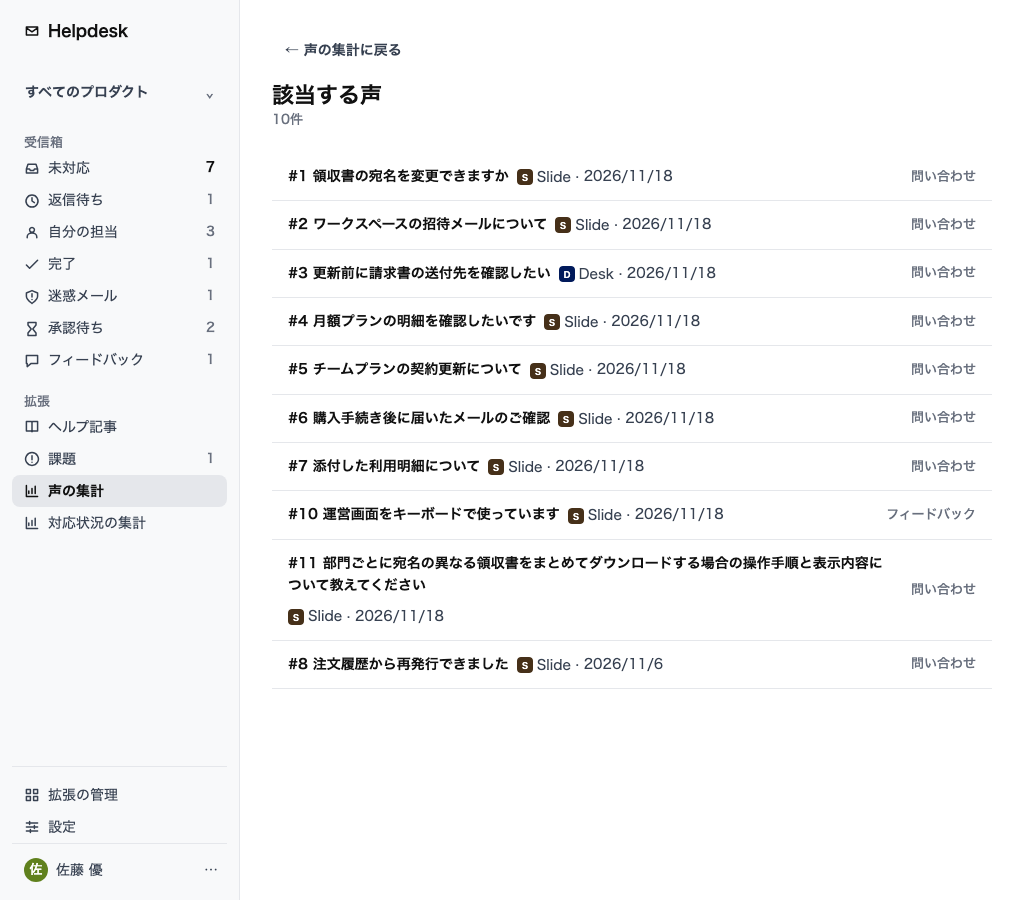 Helpdesk
すべてのプロダクト
受信箱
未対応 7
返信待ち 1
自分の担当 3
完了 1
迷惑メール 1
承認待ち 2
フィードバック 1
拡張
ヘルプ記事
課題 1
声の集計
対応状況の集計
拡張の管理
設定
佐 佐藤 優 …
← 声の集計に戻る
該当する声
10件
#1 領収書の宛名を変更できますか S Slide · 2026/11/18 問い合わせ
#2 ワークスペースの招待メールについて S Slide · 2026/11/18 問い合わせ
#3 更新前に請求書の送付先を確認したい D Desk · 2026/11/18 問い合わせ
#4 月額プランの明細を確認したいです S Slide · 2026/11/18 問い合わせ
#5 チームプランの契約更新について S Slide · 2026/11/18 問い合わせ
#6 購入手続き後に届いたメールのご確認 S Slide · 2026/11/18 問い合わせ
#7 添付した利用明細について S Slide · 2026/11/18 問い合わせ
#10 運営画面をキーボードで使っています S Slide · 2026/11/18 フィードバック
#11 部門ごとに宛名の異なる領収書をまとめてダウンロードする場合の操作手順と表示内容に
ついて教えてください
S Slide · 2026/11/18 問い合わせ
#8 注文履歴から再発行できました S Slide · 2026/11/6 問い合わせ